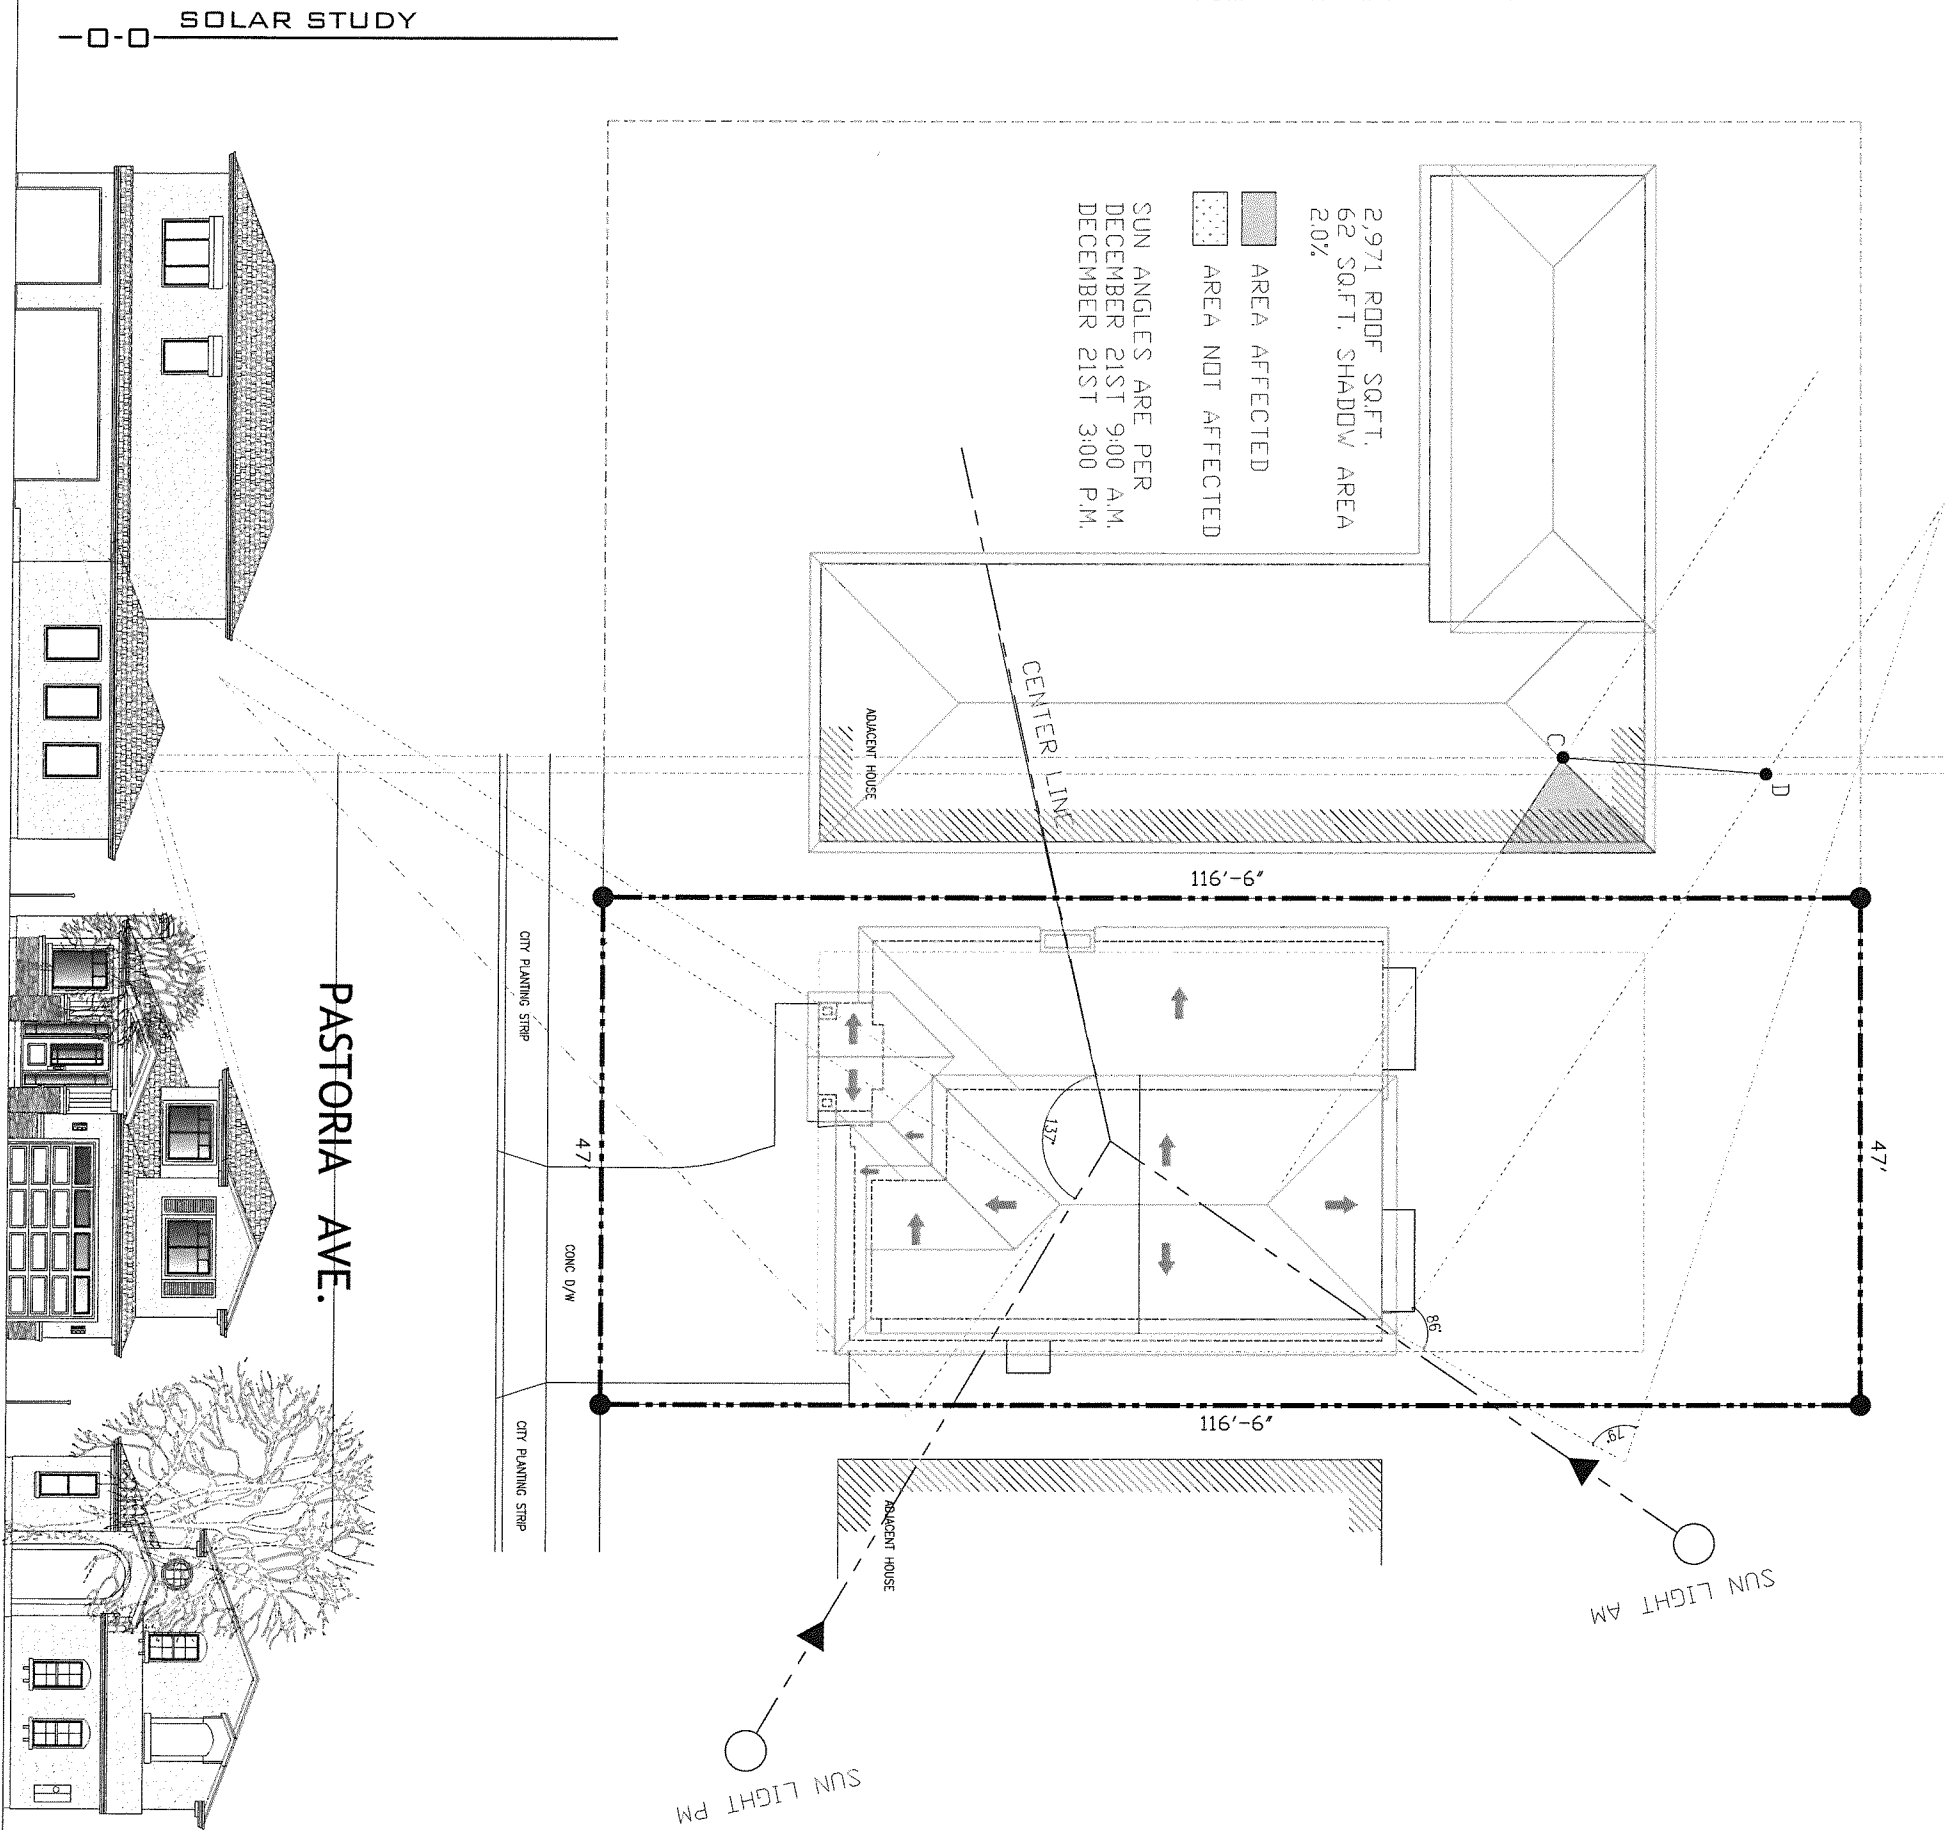 SOLAR STUDY
2,971 ROOF SQ.FT.
62 SQ.FT. SHADOW AREA
2.0%
AREA AFFECTED
AREA NOT AFFECTED
SUN ANGLES ARE PER
DECEMBER 21ST 9:00 A.M.
DECEMBER 21ST 3:00 P.M.
CENTER LINE
ADJACENT HOUSE
C
D
116'-6"
CITY PLANTING STRIP
PASTORIA AVE.
137°
47'
47'
CONC D/W
86°
116'-6"
79°
CITY PLANTING STRIP
ADJACENT HOUSE
SUN LIGHT AM
SUN LIGHT PM